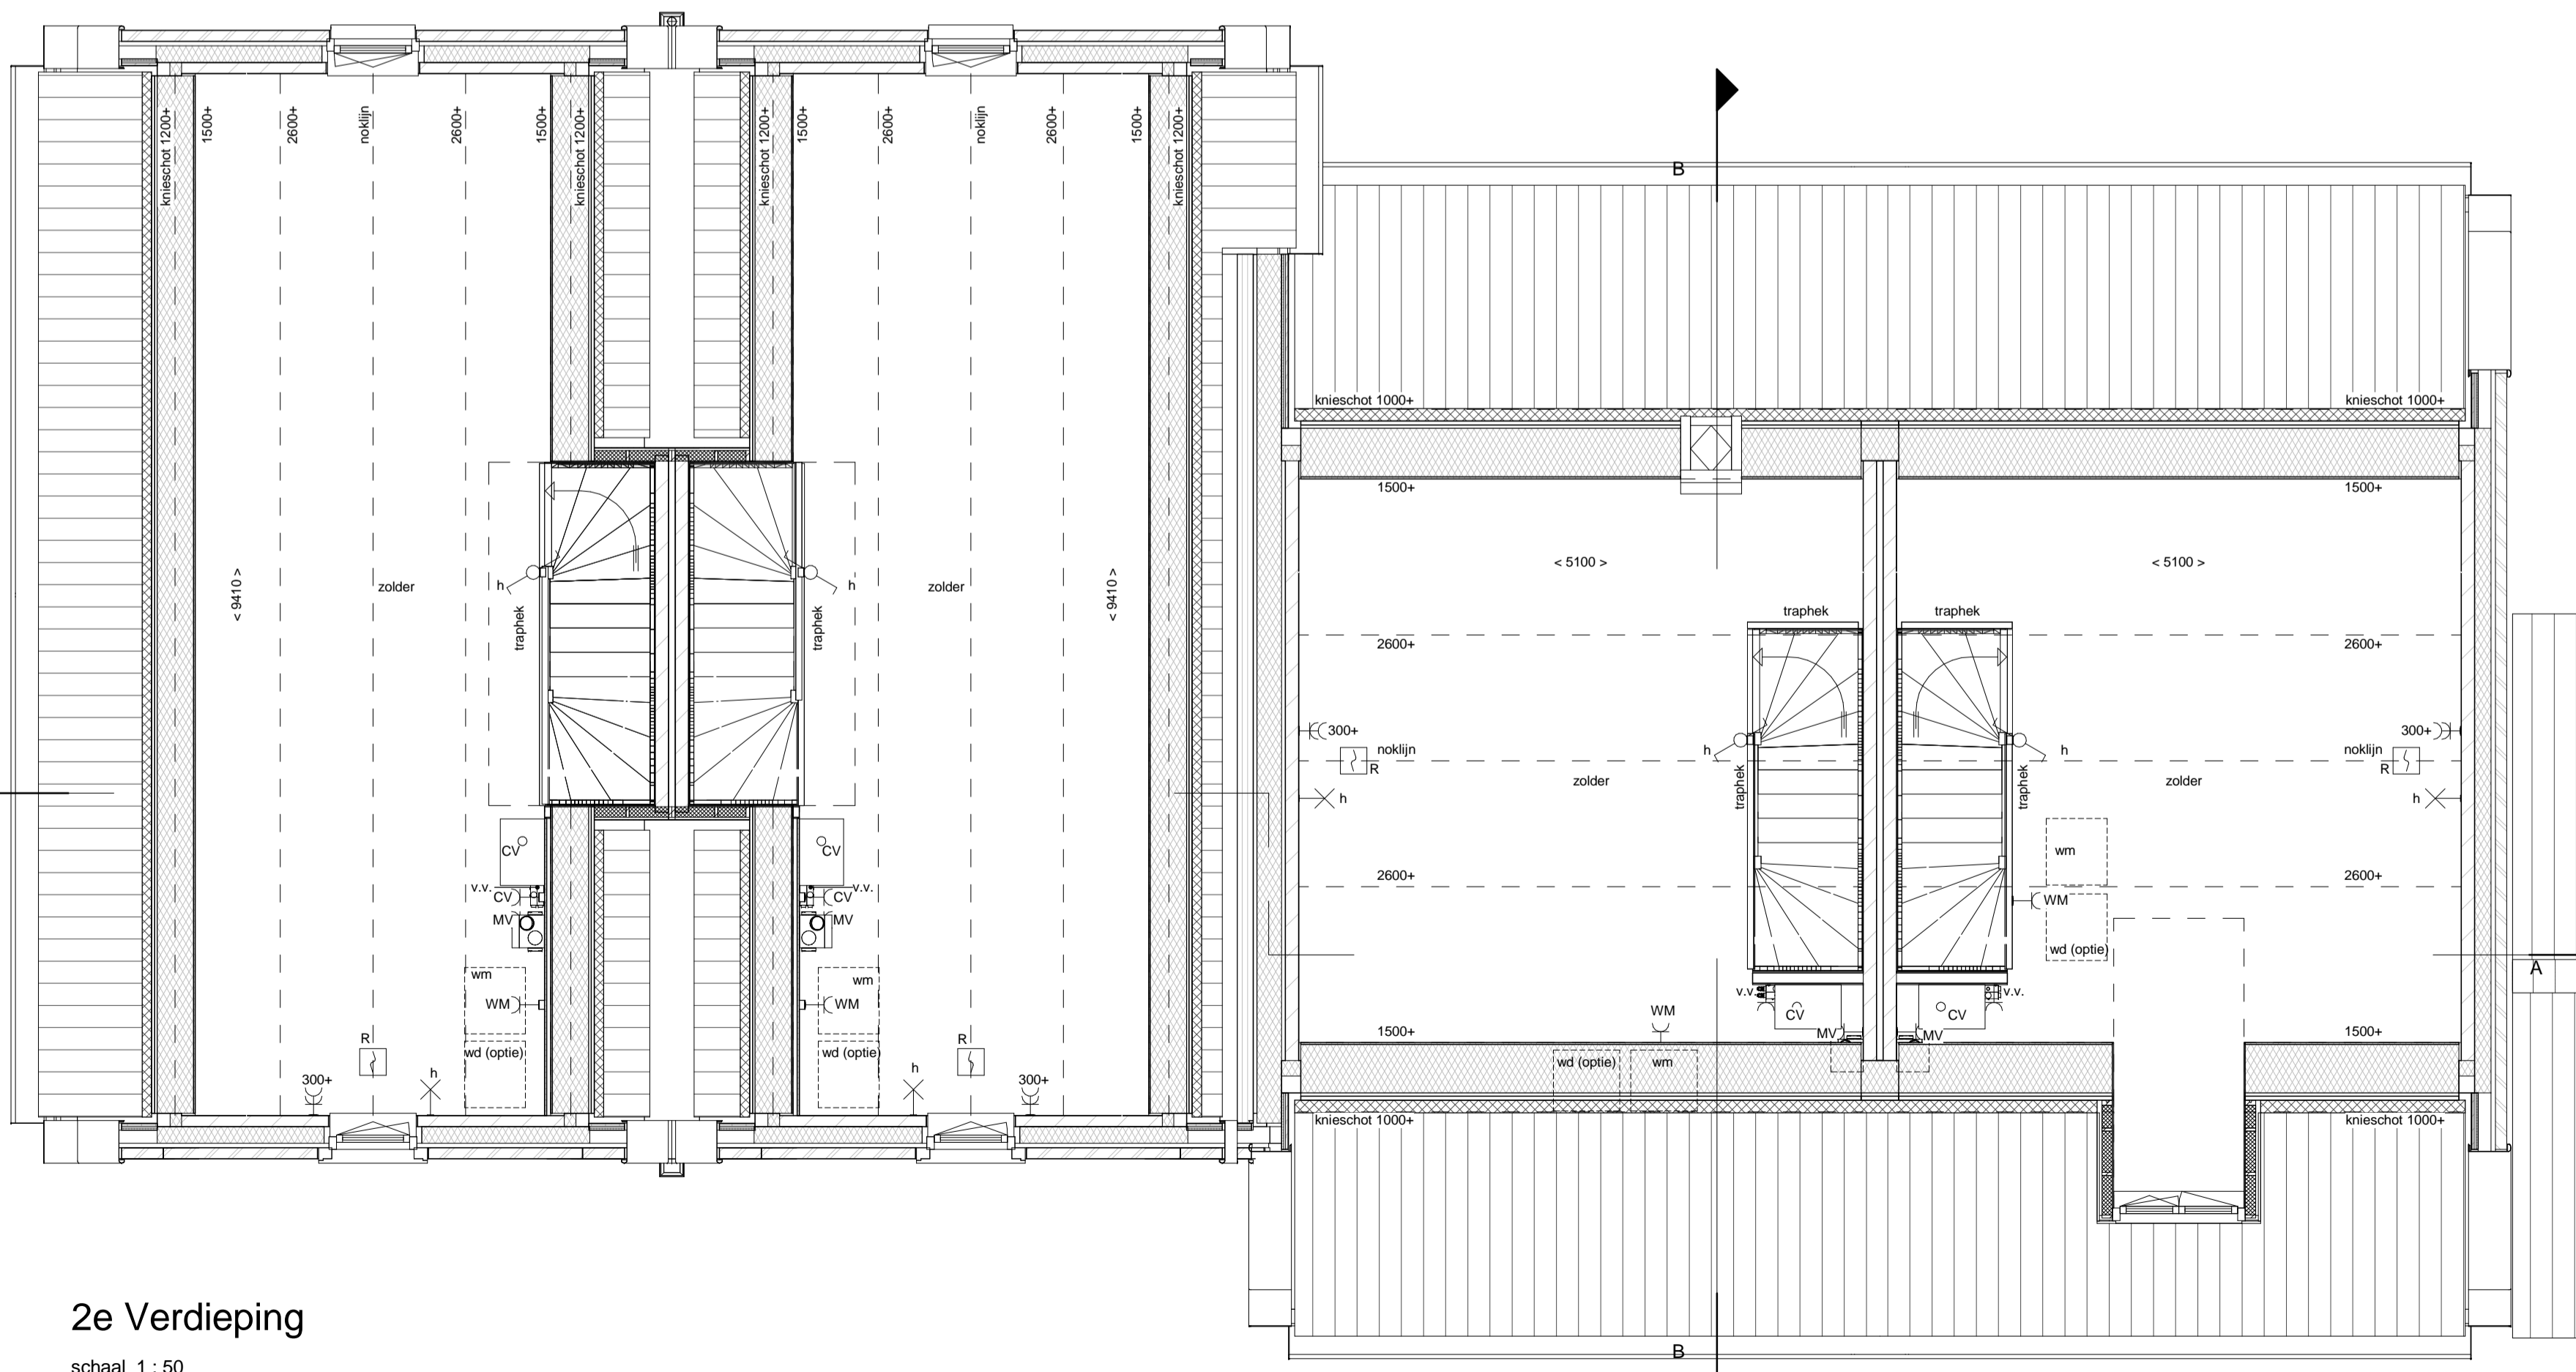 knieschot 1200+
1500+
2600+
noklijn
2600+
1500+
knieschot 1200+
knieschot 1200+
1500+
2600+
noklijn
2600+
1500+
knieschot 1200+
< 9410 >
zolder
h
traphek
traphek
h
zolder
< 9410 >
CV
v.v.
CV
MV
wm
WM
wd (optie)
R
h
300+
CV
v.v.
CV
MV
wm
WM
wd (optie)
h
R
300+
B
knieschot 1000+
knieschot 1000+
1500+
1500+
< 5100 >
< 5100 >
traphek
traphek
2600+
2600+
300+
noklijn
R
h
zolder
h
traphek
h
traphek
zolder
300+
noklijn
R
h
wm
2600+
2600+
WM
wd (optie)
A
v.v.
CV
MV
v.v.
CV
MV
WM
1500+
1500+
wd (optie)
wm
knieschot 1000+
knieschot 1000+
B
2e Verdieping
schaal 1 : 50